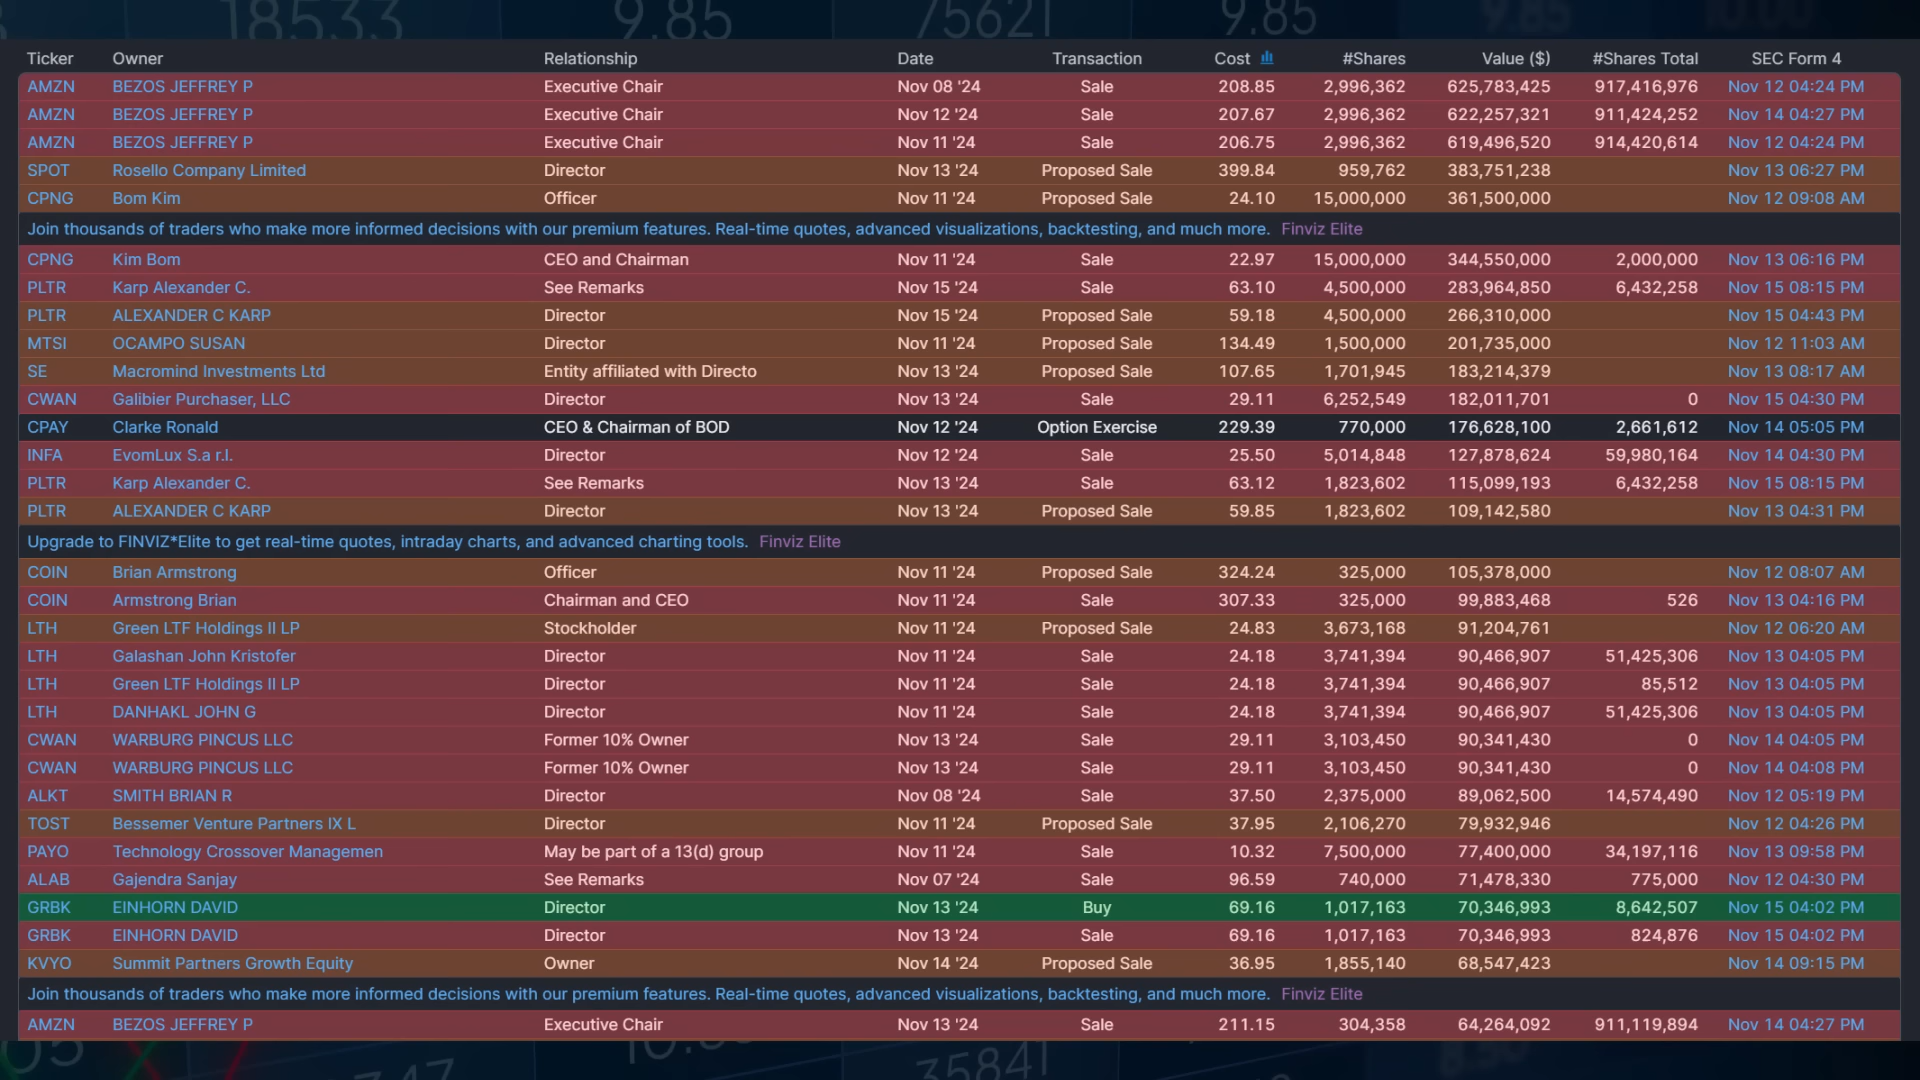 18533 9.85 75621 9.85 9.85 10.00
Ticker Owner Relationship Date Transaction Cost #Shares Value ($) #Shares Total SEC Form 4
AMZN BEZOS JEFFREY P Executive Chair Nov 08 '24 Sale 208.85 2,996,362 625,783,425 917,416,976 Nov 12 04:24 PM
AMZN BEZOS JEFFREY P Executive Chair Nov 12 '24 Sale 207.67 2,996,362 622,257,321 911,424,252 Nov 14 04:27 PM
AMZN BEZOS JEFFREY P Executive Chair Nov 11 '24 Sale 206.75 2,996,362 619,496,520 914,420,614 Nov 12 04:24 PM
SPOT Rosello Company Limited Director Nov 13 '24 Proposed Sale 399.84 959,762 383,751,238 Nov 13 06:27 PM
CPNG Bom Kim Officer Nov 11 '24 Proposed Sale 24.10 15,000,000 361,500,000 Nov 12 09:08 AM
Join thousands of traders who make more informed decisions with our premium features. Real-time quotes, advanced visualizations, backtesting, and much more. Finviz Elite
CPNG Kim Bom CEO and Chairman Nov 11 '24 Sale 22.97 15,000,000 344,550,000 2,000,000 Nov 13 06:16 PM
PLTR Karp Alexander C. See Remarks Nov 15 '24 Sale 63.10 4,500,000 283,964,850 6,432,258 Nov 15 08:15 PM
PLTR ALEXANDER C KARP Director Nov 15 '24 Proposed Sale 59.18 4,500,000 266,310,000 Nov 15 04:43 PM
MTSI OCAMPO SUSAN Director Nov 11 '24 Proposed Sale 134.49 1,500,000 201,735,000 Nov 12 11:03 AM
SE Macromind Investments Ltd Entity affiliated with Directo Nov 13 '24 Proposed Sale 107.65 1,701,945 183,214,379 Nov 13 08:17 AM
CWAN Galibier Purchaser, LLC Director Nov 13 '24 Sale 29.11 6,252,549 182,011,701 0 Nov 15 04:30 PM
CPAY Clarke Ronald CEO & Chairman of BOD Nov 12 '24 Option Exercise 229.39 770,000 176,628,100 2,661,612 Nov 14 05:05 PM
INFA EvomLux S.a r.l. Director Nov 12 '24 Sale 25.50 5,014,848 127,878,624 59,980,164 Nov 14 04:30 PM
PLTR Karp Alexander C. See Remarks Nov 13 '24 Sale 63.12 1,823,602 115,099,193 6,432,258 Nov 15 08:15 PM
PLTR ALEXANDER C KARP Director Nov 13 '24 Proposed Sale 59.85 1,823,602 109,142,580 Nov 13 04:31 PM
Upgrade to FINVIZ*Elite to get real-time quotes, intraday charts, and advanced charting tools. Finviz Elite
COIN Brian Armstrong Officer Nov 11 '24 Proposed Sale 324.24 325,000 105,378,000 Nov 12 08:07 AM
COIN Armstrong Brian Chairman and CEO Nov 11 '24 Sale 307.33 325,000 99,883,468 526 Nov 13 04:16 PM
LTH Green LTF Holdings II LP Stockholder Nov 11 '24 Proposed Sale 24.83 3,673,168 91,204,761 Nov 12 06:20 AM
LTH Galashan John Kristofer Director Nov 11 '24 Sale 24.18 3,741,394 90,466,907 51,425,306 Nov 13 04:05 PM
LTH Green LTF Holdings II LP Director Nov 11 '24 Sale 24.18 3,741,394 90,466,907 85,512 Nov 13 04:05 PM
LTH DANHAKL JOHN G Director Nov 11 '24 Sale 24.18 3,741,394 90,466,907 51,425,306 Nov 13 04:05 PM
CWAN WARBURG PINCUS LLC Former 10% Owner Nov 13 '24 Sale 29.11 3,103,450 90,341,430 0 Nov 14 04:05 PM
CWAN WARBURG PINCUS LLC Former 10% Owner Nov 13 '24 Sale 29.11 3,103,450 90,341,430 0 Nov 14 04:08 PM
ALKT SMITH BRIAN R Director Nov 08 '24 Sale 37.50 2,375,000 89,062,500 14,574,490 Nov 12 05:19 PM
TOST Bessemer Venture Partners IX L Director Nov 11 '24 Proposed Sale 37.95 2,106,270 79,932,946 Nov 12 04:26 PM
PAYO Technology Crossover Managemen May be part of a 13(d) group Nov 11 '24 Sale 10.32 7,500,000 77,400,000 34,197,116 Nov 13 09:58 PM
ALAB Gajendra Sanjay See Remarks Nov 07 '24 Sale 96.59 740,000 71,478,330 775,000 Nov 12 04:30 PM
GRBK EINHORN DAVID Director Nov 13 '24 Buy 69.16 1,017,163 70,346,993 8,642,507 Nov 15 04:02 PM
GRBK EINHORN DAVID Director Nov 13 '24 Sale 69.16 1,017,163 70,346,993 824,876 Nov 15 04:02 PM
KVYO Summit Partners Growth Equity Owner Nov 14 '24 Proposed Sale 36.95 1,855,140 68,547,423 Nov 14 09:15 PM
Join thousands of traders who make more informed decisions with our premium features. Real-time quotes, advanced visualizations, backtesting, and much more. Finviz Elite
AMZN BEZOS JEFFREY P Executive Chair Nov 13 '24 Sale 211.15 304,358 64,264,092 911,119,894 Nov 14 04:27 PM
35841